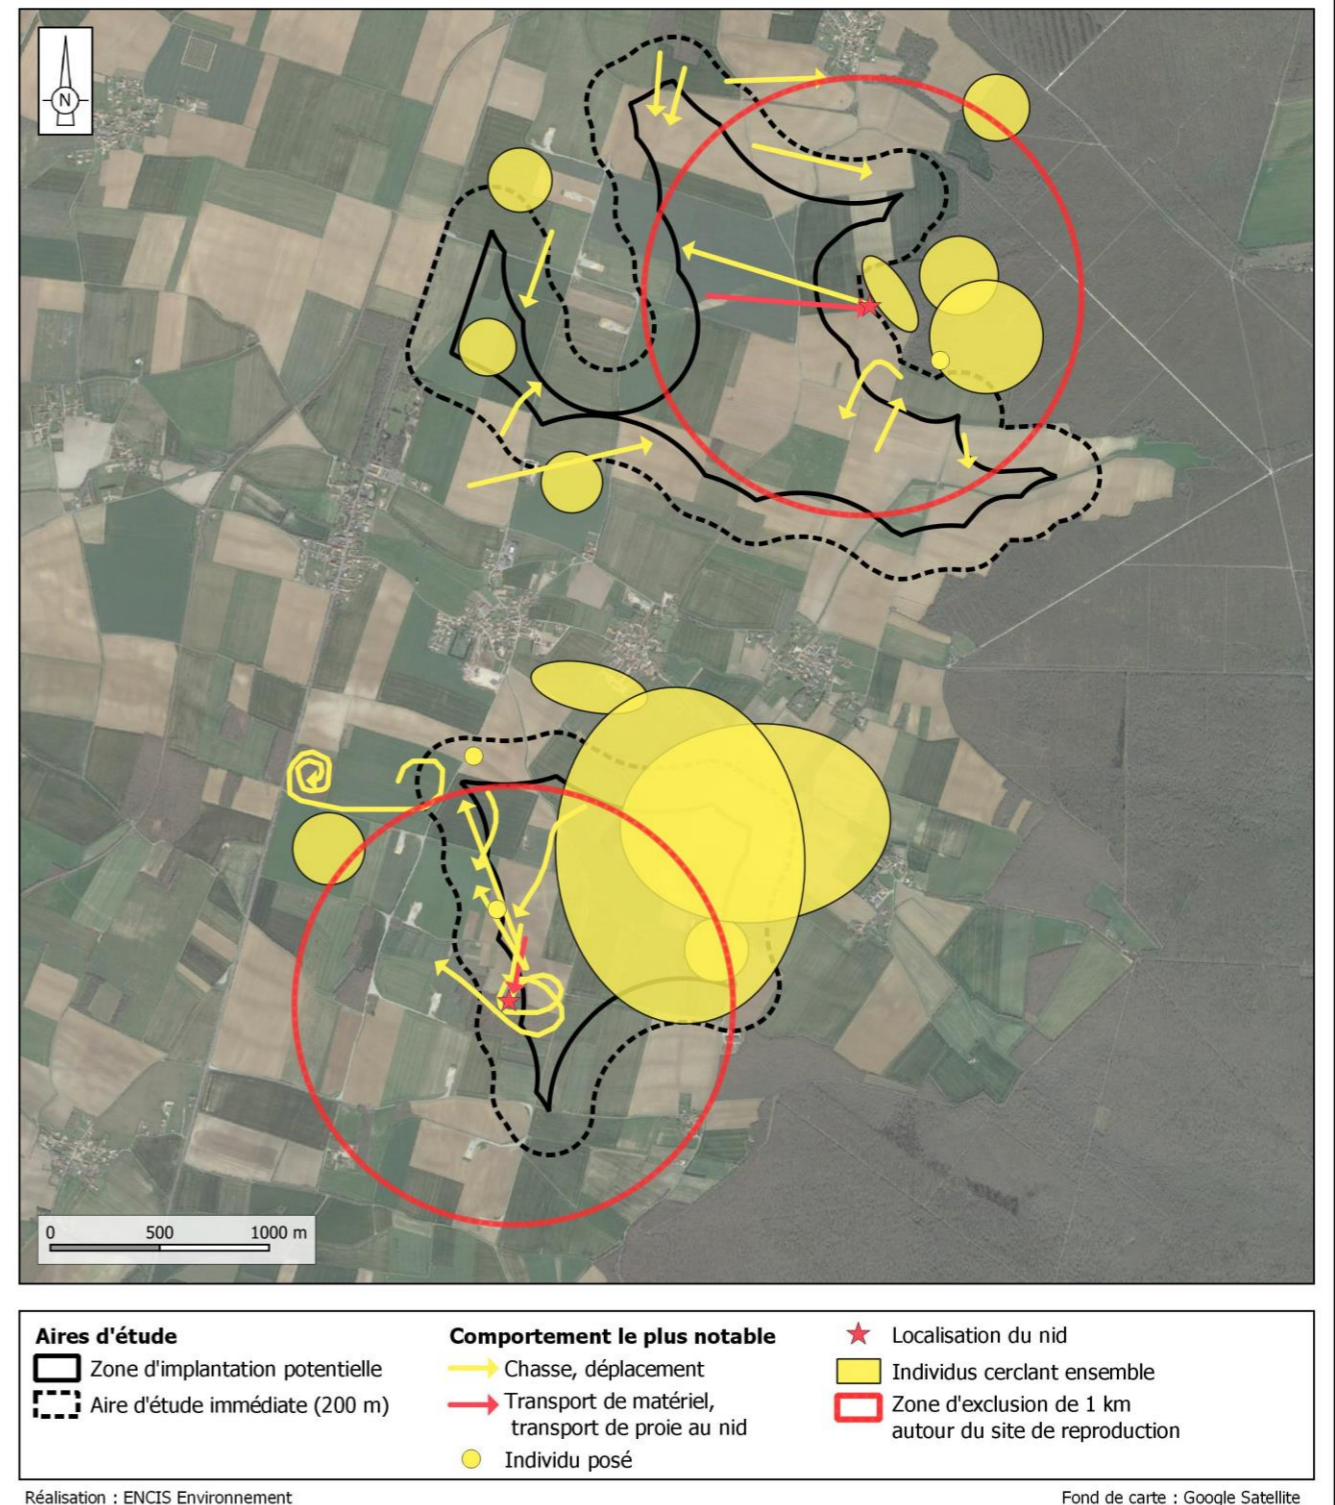 N
0 500 1000 m
Aires d'étude
Zone d'implantation potentielle
Aire d'étude immédiate (200 m)
Comportement le plus notable
Chasse, déplacement
Transport de matériel,
transport de proie au nid
Individu posé
Localisation du nid
Individus cerclant ensemble
Zone d'exclusion de 1 km
autour du site de reproduction
Réalisation : ENCIS Environnement
Fond de carte : Google Satellite